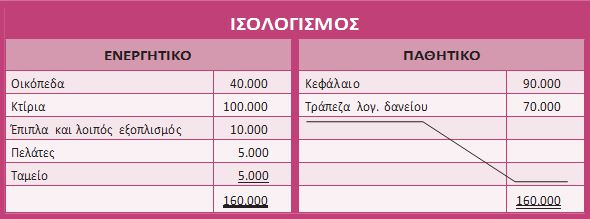 ΙΣΟΛΟΓΙΣΜΟΣ
ΕΝΕΡΓΗΤΙΚΟ ΠΑΘΗΤΙΚΟ
Οικόπεδα 40.000 Κεφάλαιο 90.000
Κτίρια 100.000 Τράπεζα λογ. δανείου 70.000
Έπιπλα και λοιπός εξοπλισμός 10.000
Πελάτες 5.000
Ταμείο 5.000
160.000 160.000